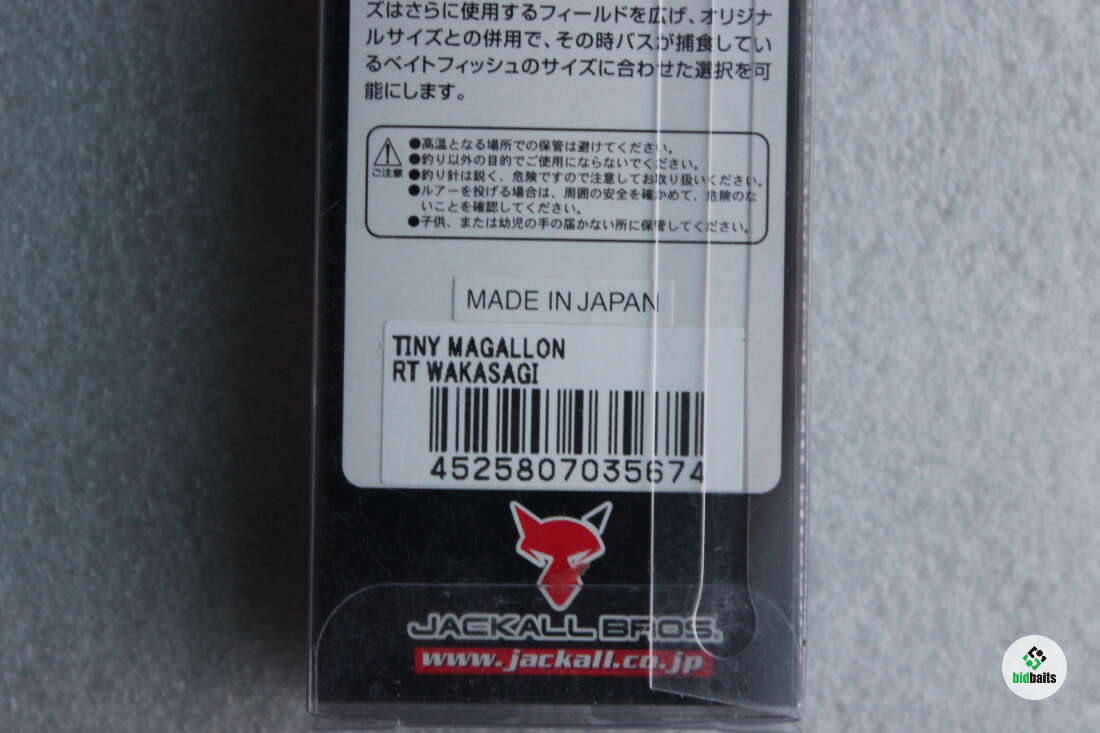 ズはさらに使用するフィールドを広げ、オリジナ
ルサイズとの併用で、その時バスが捕食してい
るベイトフィッシュのサイズに合わせた選択を可
能にします。
ご注意
●高温となる場所での保管は避けてください。
●釣り以外の目的でご使用にならないでください。
●釣り針は鋭く、危険ですので注意してお取り扱いください。
●ルアーを投げる場合は、周囲の安全を確かめて、危険のな
いことを確認してください。
●子供、または幼児の手の届かない所に保管してください。
MADE IN JAPAN
TINY MAGALLON
RT WAKASAGI
4525807035674
JACKALL BROS.
www.jackall.co.jp
bidbaits